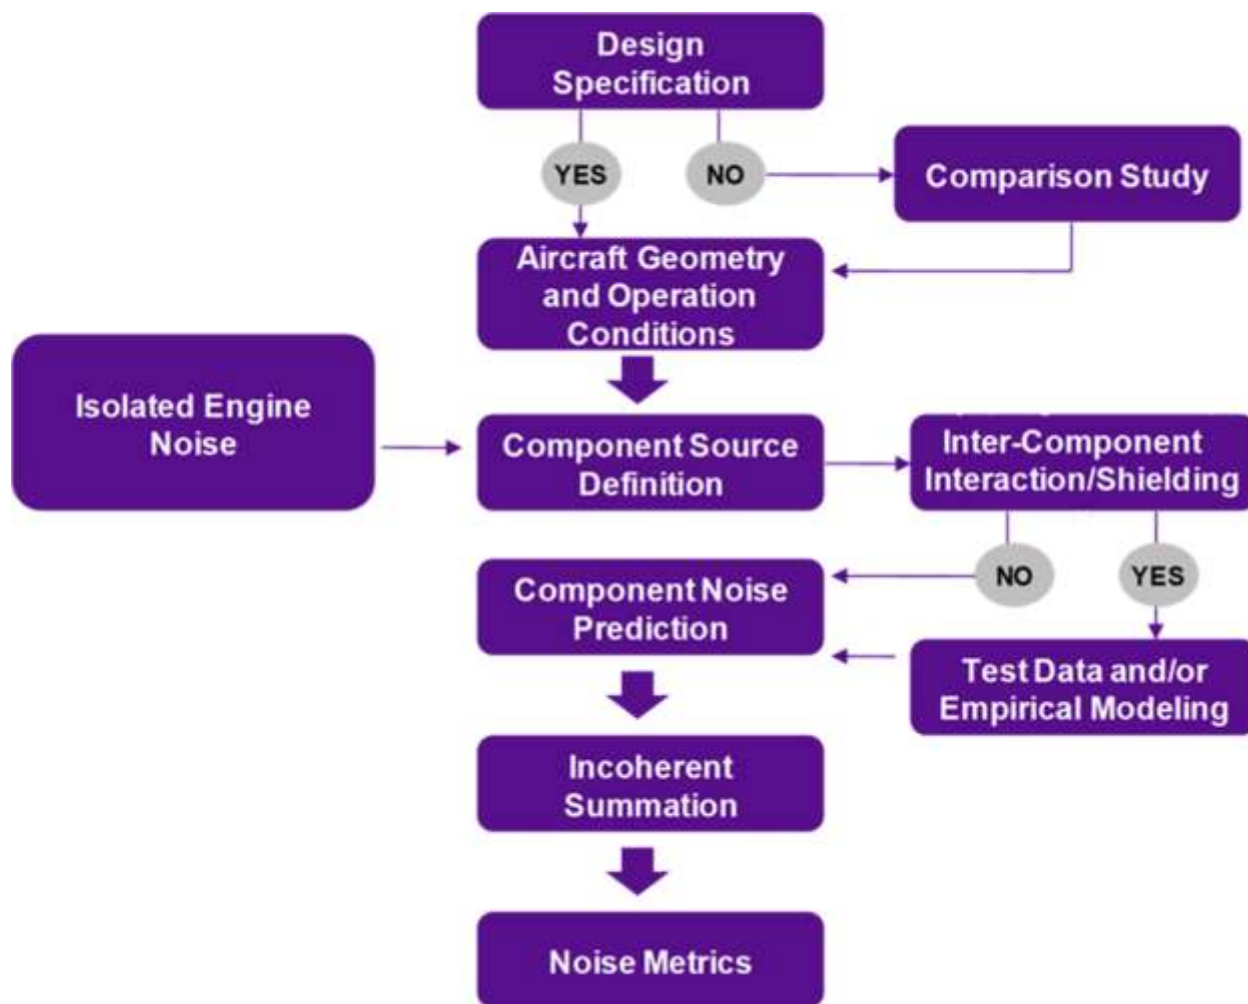 Design
Specification
YES
NO
Comparison Study
Aircraft Geometry
and Operation
Conditions
Isolated Engine
Noise
Component Source
Definition
Inter-Component
Interaction/Shielding
NO
YES
Component Noise
Prediction
Test Data and/or
Empirical Modeling
Incoherent
Summation
Noise Metrics